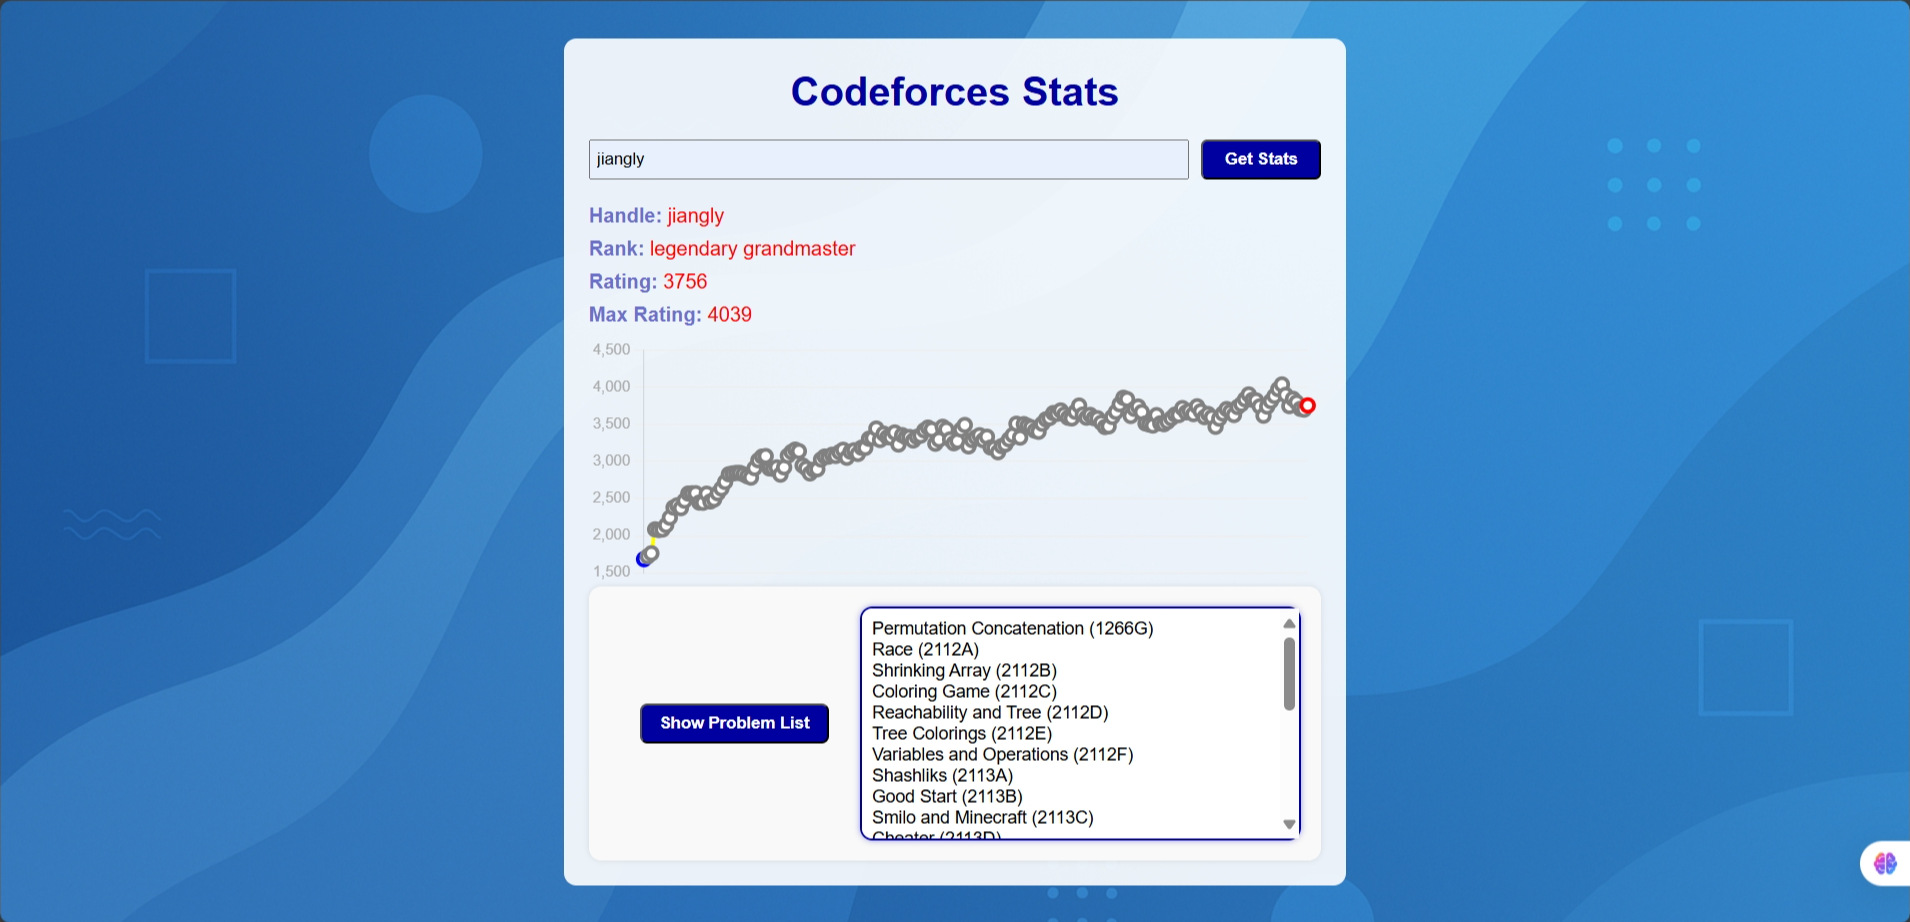 Codeforces Stats
jiangly
Get Stats
Handle: jiangly
Rank: legendary grandmaster
Rating: 3756
Max Rating: 4039
4,500
4,000
3,500
3,000
2,500
2,000
1,500
Show Problem List
Permutation Concatenation (1266G)
Race (2112A)
Shrinking Array (2112B)
Coloring Game (2112C)
Reachability and Tree (2112D)
Tree Colorings (2112E)
Variables and Operations (2112F)
Shashliks (2113A)
Good Start (2113B)
Smilo and Minecraft (2113C)
Cheater (2113D)